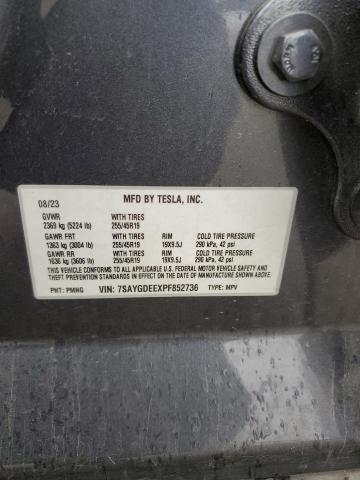 08/23 MFD BY TESLA, INC.
GVWR WITH TIRES
2369 kg (5224 lb) 255/45R19
GAWR FRT WITH TIRES RIM COLD TIRE PRESSURE
1363 kg (3004 lb) 255/45R19 19X9.5J 290 kPa, 42 psi
GAWR RR WITH TIRES RIM COLD TIRE PRESSURE
1636 kg (3606 lb) 255/45R19 19X9.5J 290 kPa, 42 psi
THIS VEHICLE CONFORMS TO ALL APPLICABLE U.S. FEDERAL MOTOR VEHICLE
SAFETY STANDARDS IN EFFECT ON THE DATE OF MANUFACTURE SHOWN ABOVE.
PNT: PMNG VIN: 7SAYGDEEXPF852736 TYPE: MPV